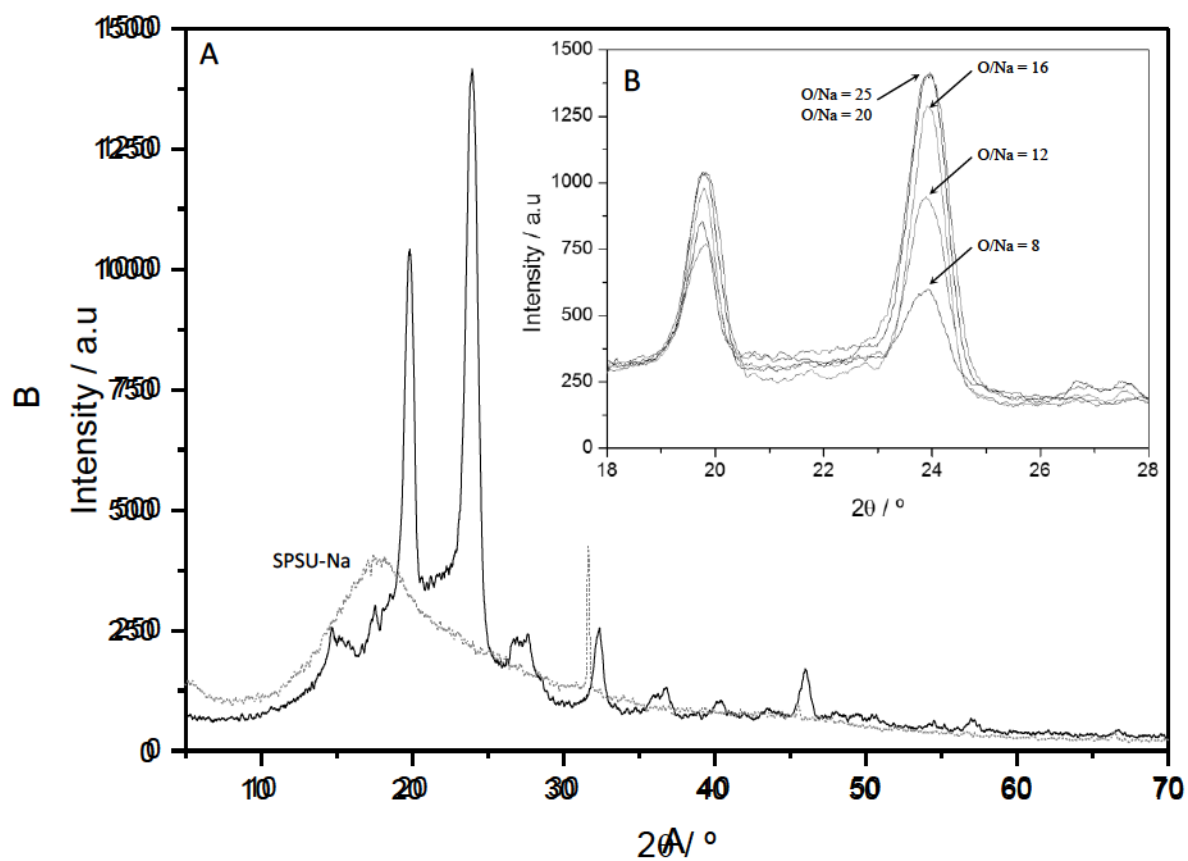 A
1500
1250
1000
750
500
250
0
Intensity / a.u
B
SPSU-Na
10
20
30
40
50
60
70
2θ / °
A
B
1500
1250
1000
750
500
250
0
Intensity / a.u
O/Na = 16
O/Na = 25
O/Na = 20
O/Na = 12
O/Na = 8
18
20
22
24
26
28
2θ / º